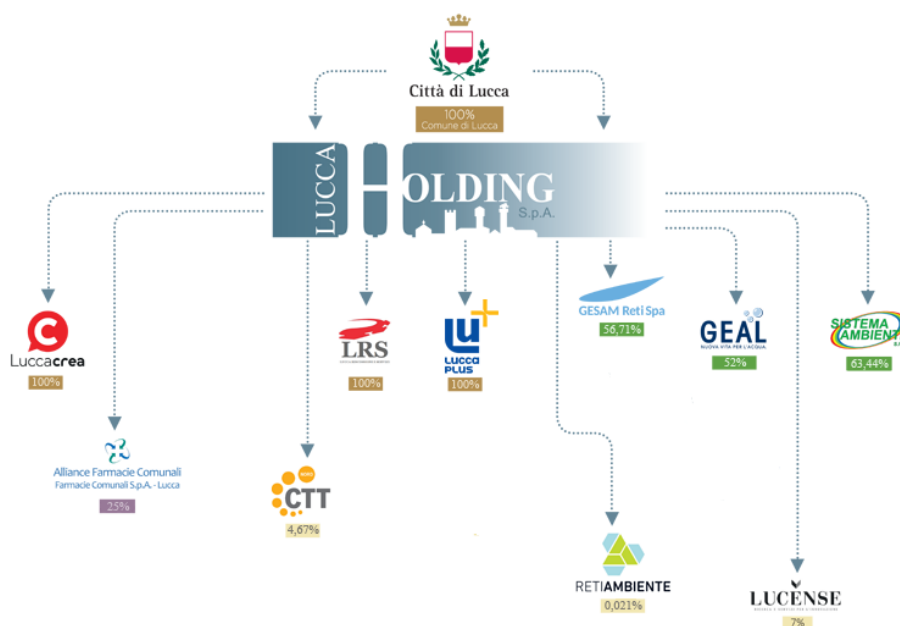 Città di Lucca
100%
Comune di Lucca
LUCCA
HOLDING
S.p.A.
Luccacrea
100%
LRS
100%
LU+
LUCCA
PLUS
100%
GESAM Reti Spa
56,71%
GEAL
NUOVA VITA PER L'ACQUA
52%
SISTEMA
AMBIENTE
63,44%
Alliance Farmacie Comunali
Farmacie Comunali S.p.A. - Lucca
25%
NORD
CTT
4,67%
RETIAMBIENTE
0,021%
LUCENSE
7%